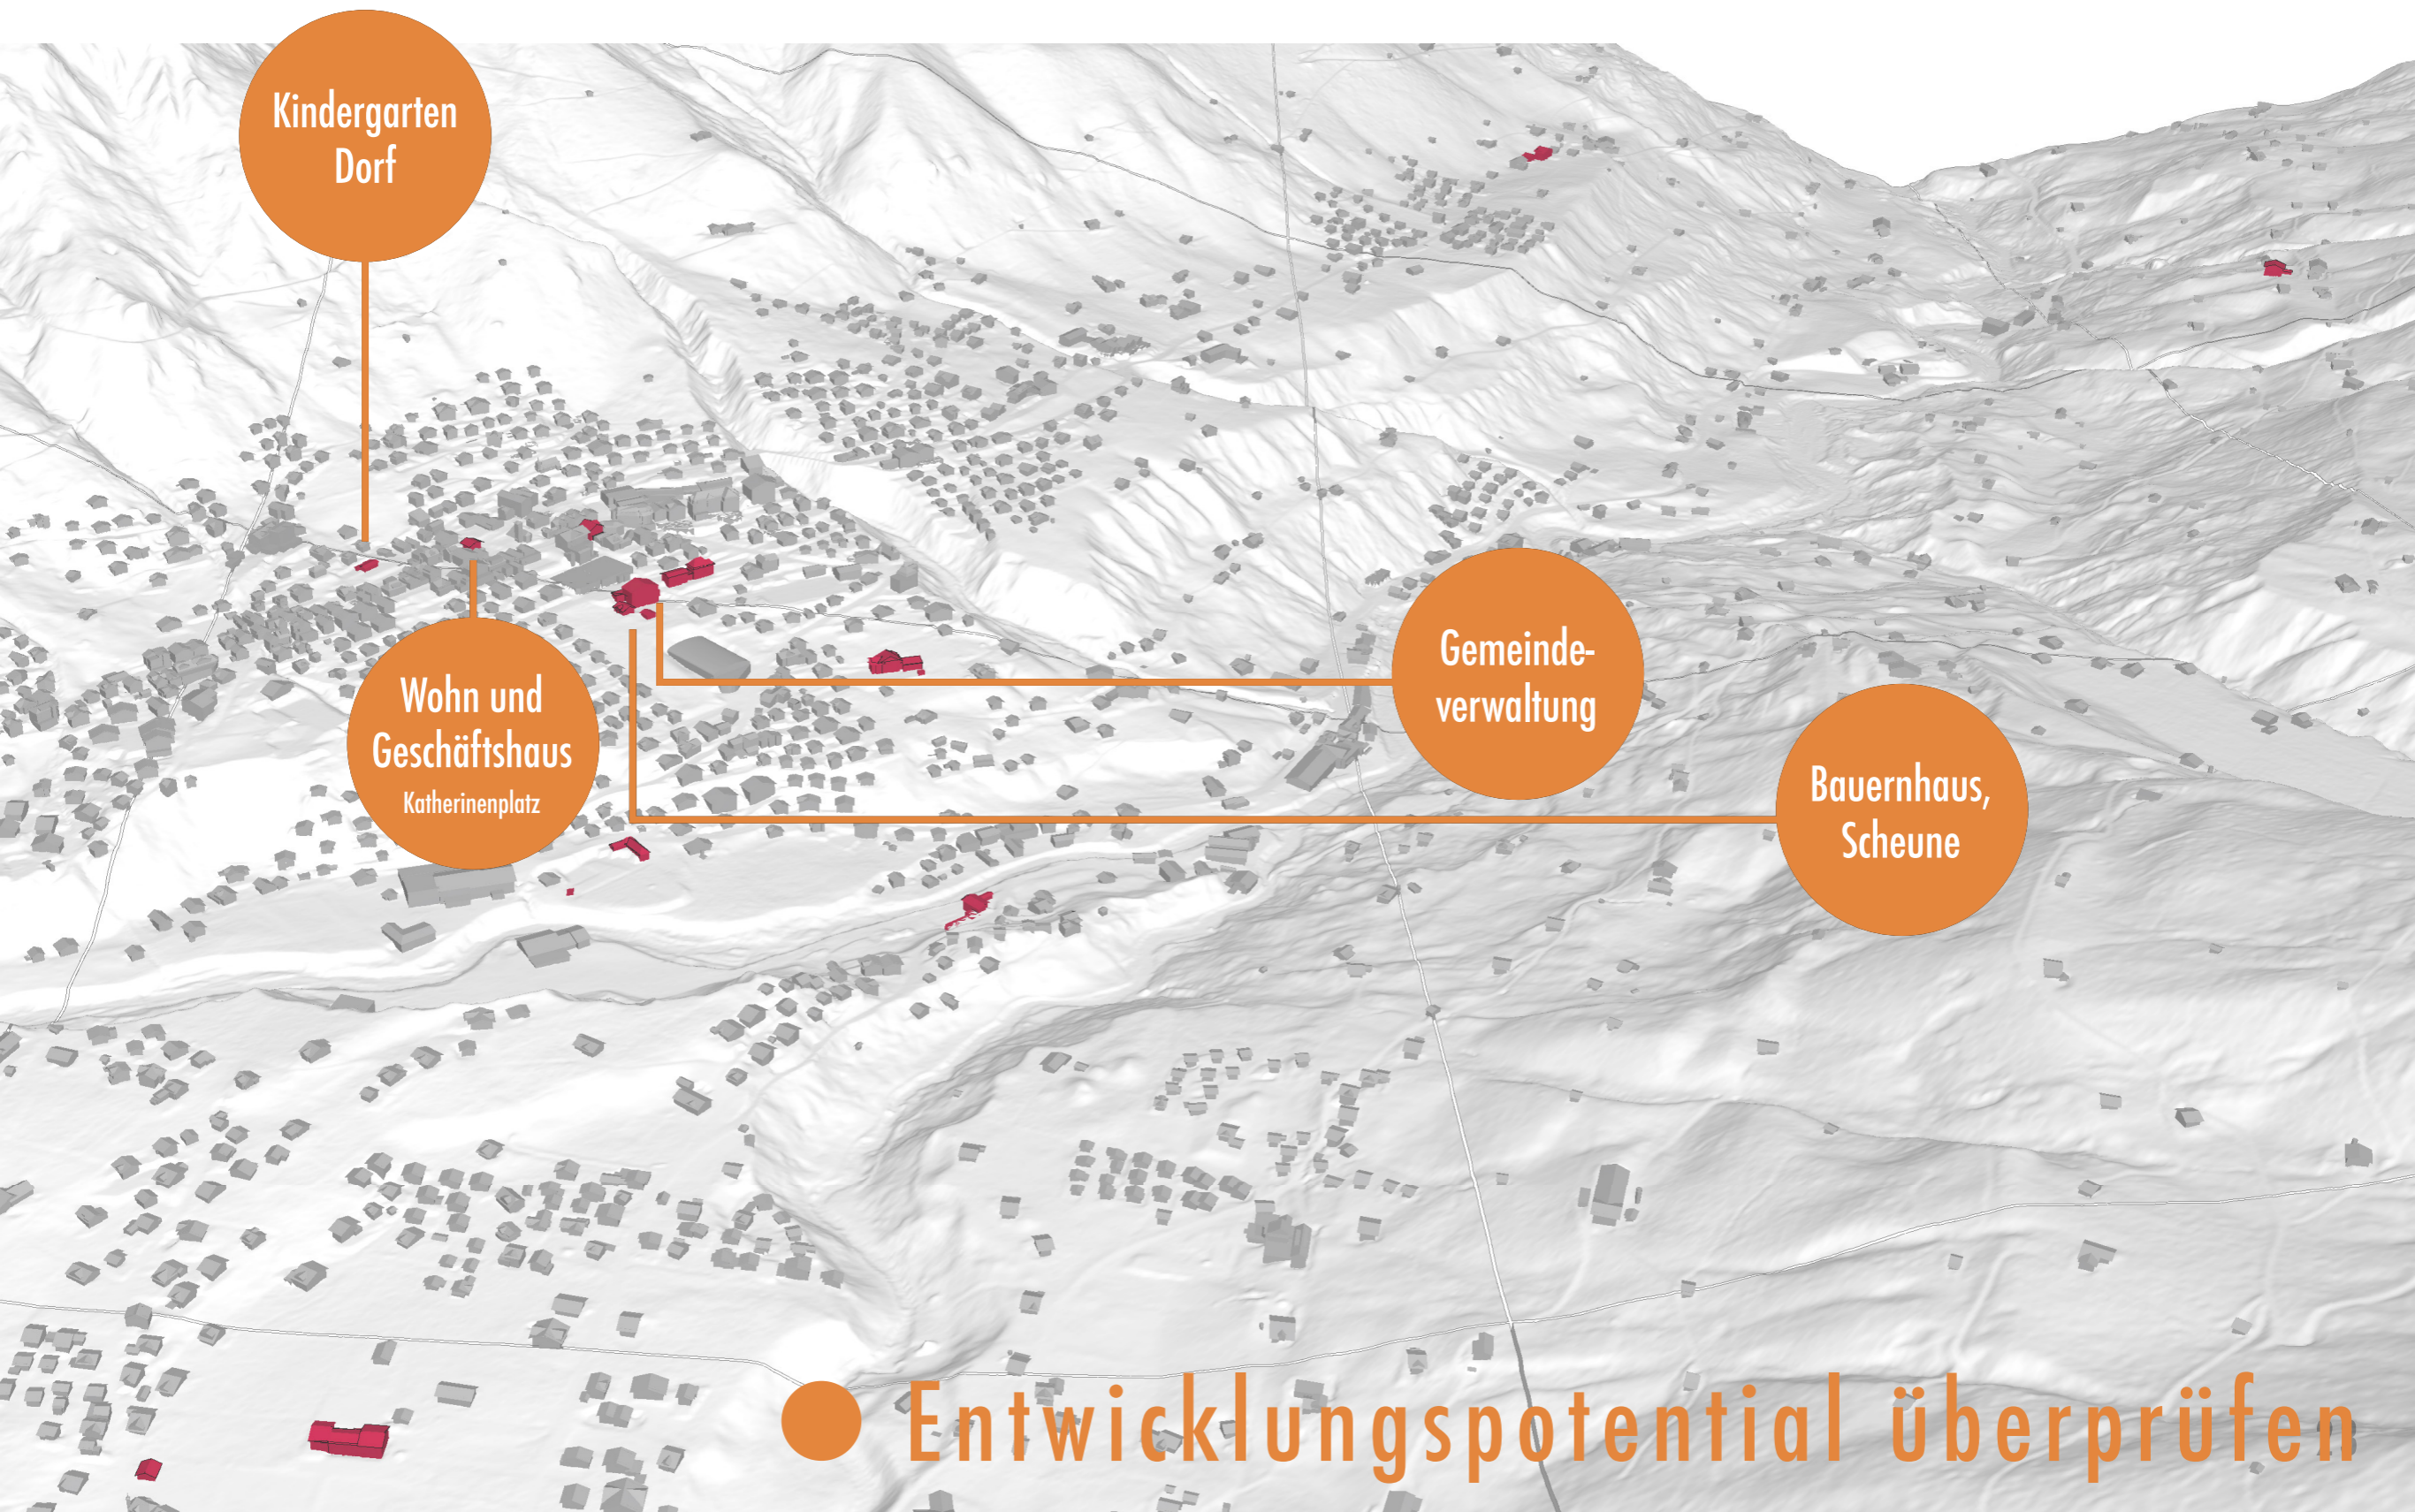 Kindergarten
Dorf
Wohn und
Geschäftshaus
Katherinenplatz
Gemeinde-
verwaltung
Bauernhaus,
Scheune
Entwicklungspotential überprüfen